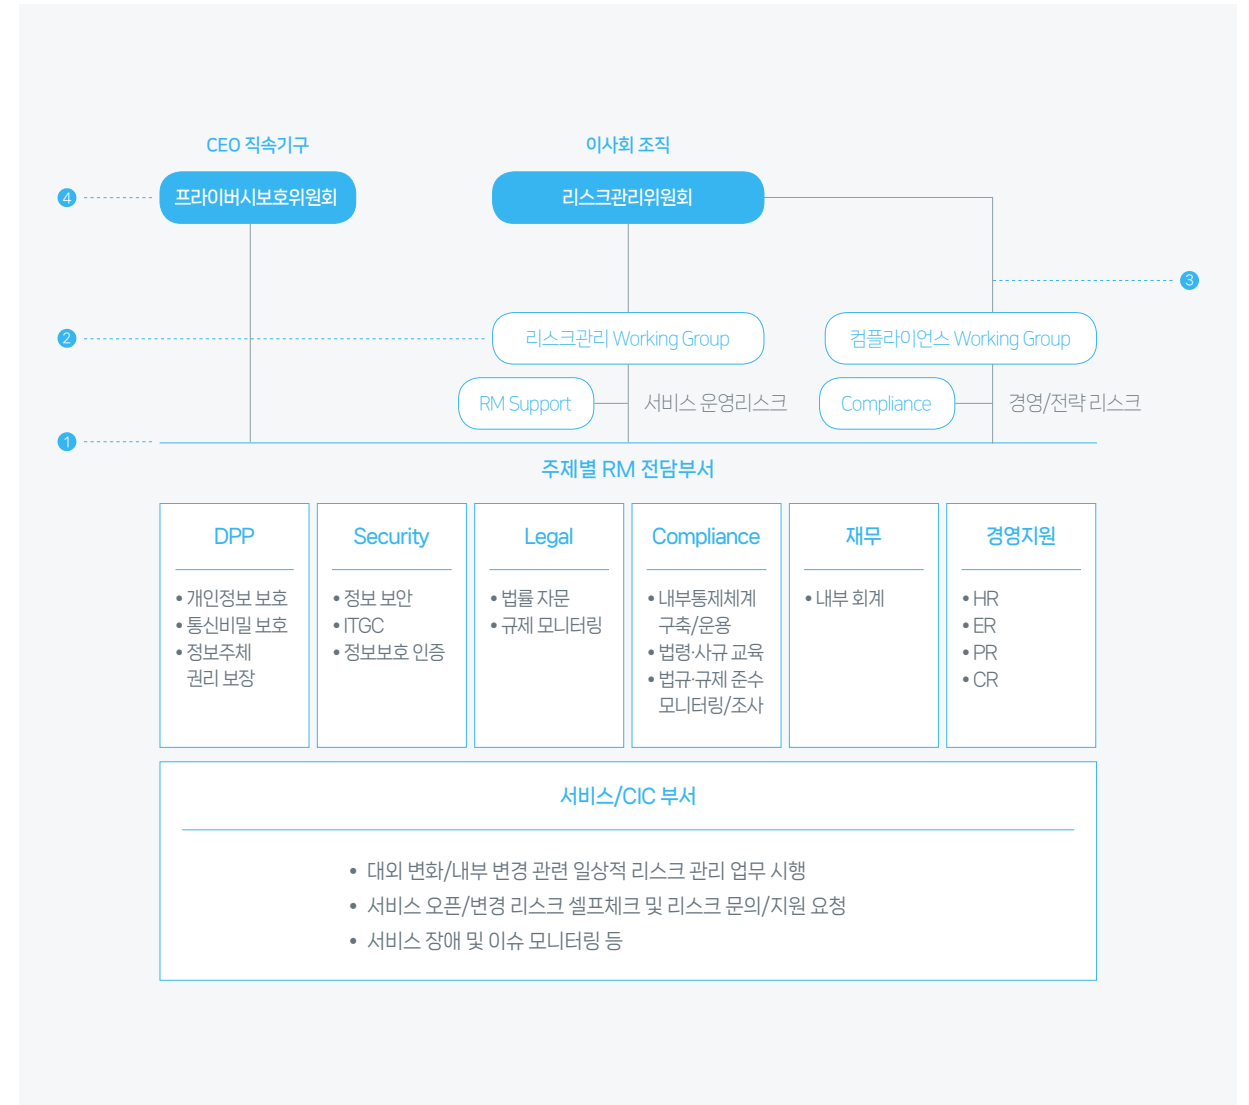 CEO 직속기구
이사회 조직
4
프라이버시보호위원회
리스크관리위원회
3
2
리스크관리 Working Group
컴플라이언스 Working Group
RM Support
서비스 운영리스크
Compliance
경영/전략 리스크
1
주제별 RM 전담부서
DPP
• 개인정보 보호
• 통신비밀 보호
• 정보주체
권리 보장
Security
• 정보 보안
• ITGC
• 정보보호 인증
Legal
• 법률 자문
• 규제 모니터링
Compliance
• 내부통제체계
구축/운용
• 법령·사규 교육
• 법규·규제 준수
모니터링/조사
재무
• 내부 회계
경영지원
• HR
• ER
• PR
• CR
서비스/CIC 부서
• 대외 변화/내부 변경 관련 일상적 리스크 관리 업무 시행
• 서비스 오픈/변경 리스크 셀프체크 및 리스크 문의/지원 요청
• 서비스 장애 및 이슈 모니터링 등